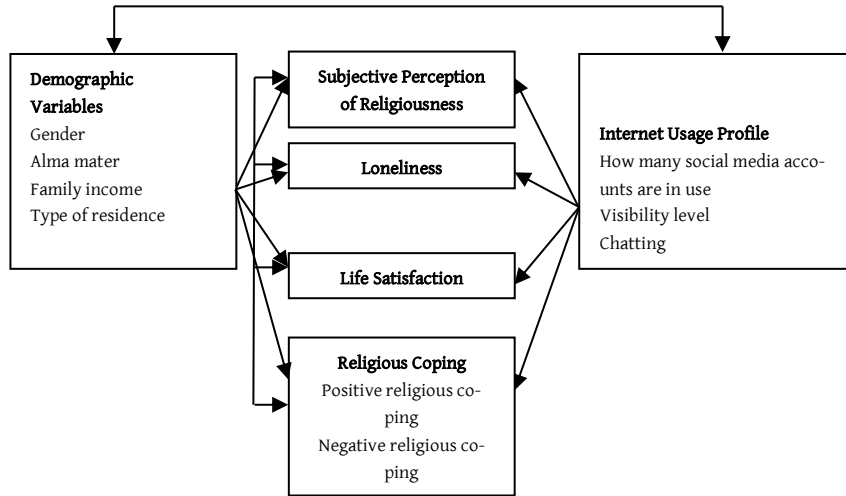 Demographic
Variables
Gender
Alma mater
Family income
Type of residence
Subjective Perception
of Religiousness
Loneliness
Life Satisfaction
Religious Coping
Positive religious co-
ping
Negative religious co-
ping
Internet Usage Profile
How many social media acco-
unts are in use
Visibility level
Chatting